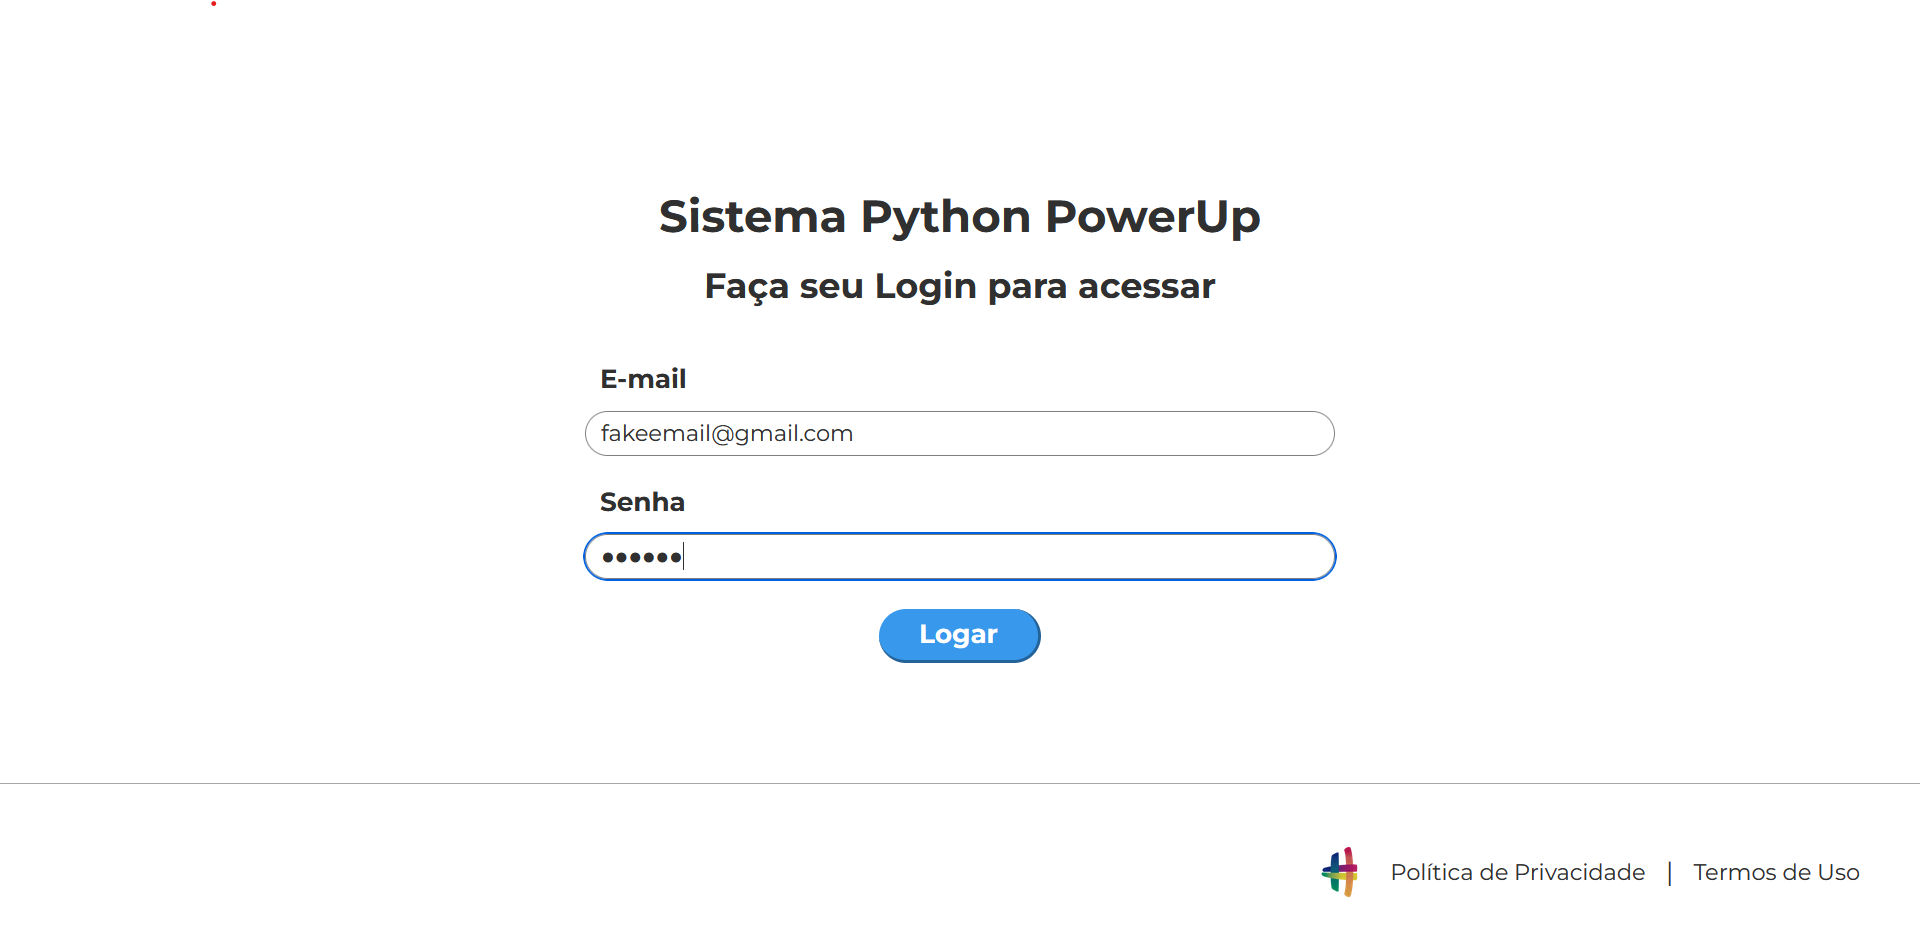 Sistema Python PowerUp
Faça seu Login para acessar
E-mail
fakeemail@gmail.com
Senha
••••••
Logar
Política de Privacidade | Termos de Uso